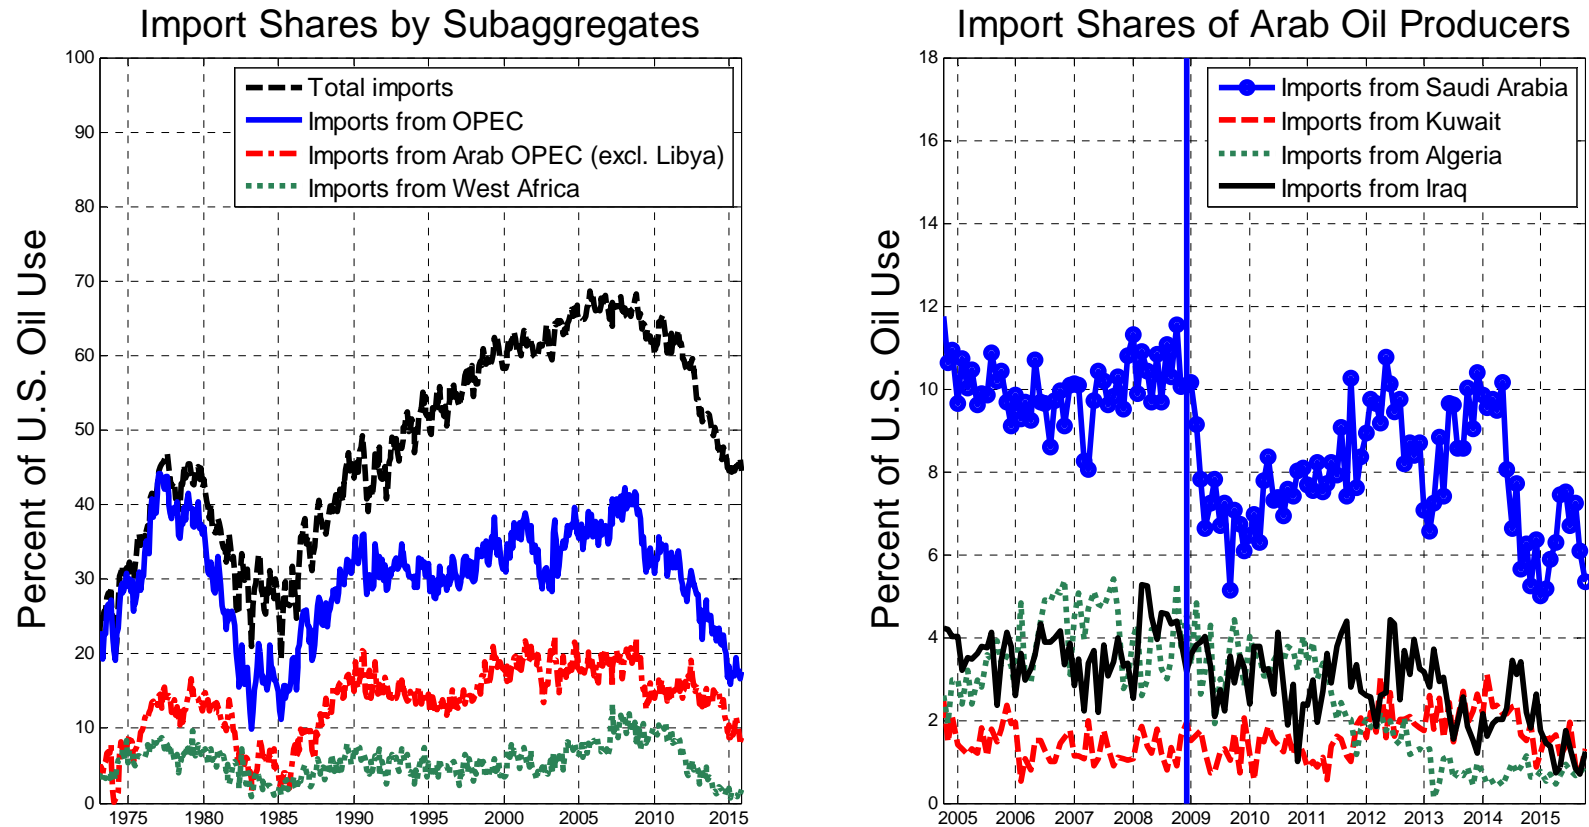 Import Shares by Subaggregates
Percent of U.S. Oil Use
100
90
80
70
60
50
40
30
20
10
0
Total imports
Imports from OPEC
Imports from Arab OPEC (excl. Libya)
Imports from West Africa
1975 1980 1985 1990 1995 2000 2005 2010 2015
Import Shares of Arab Oil Producers
Percent of U.S. Oil Use
18
16
14
12
10
8
6
4
2
0
Imports from Saudi Arabia
Imports from Kuwait
Imports from Algeria
Imports from Iraq
2005 2006 2007 2008 2009 2010 2011 2012 2013 2014 2015